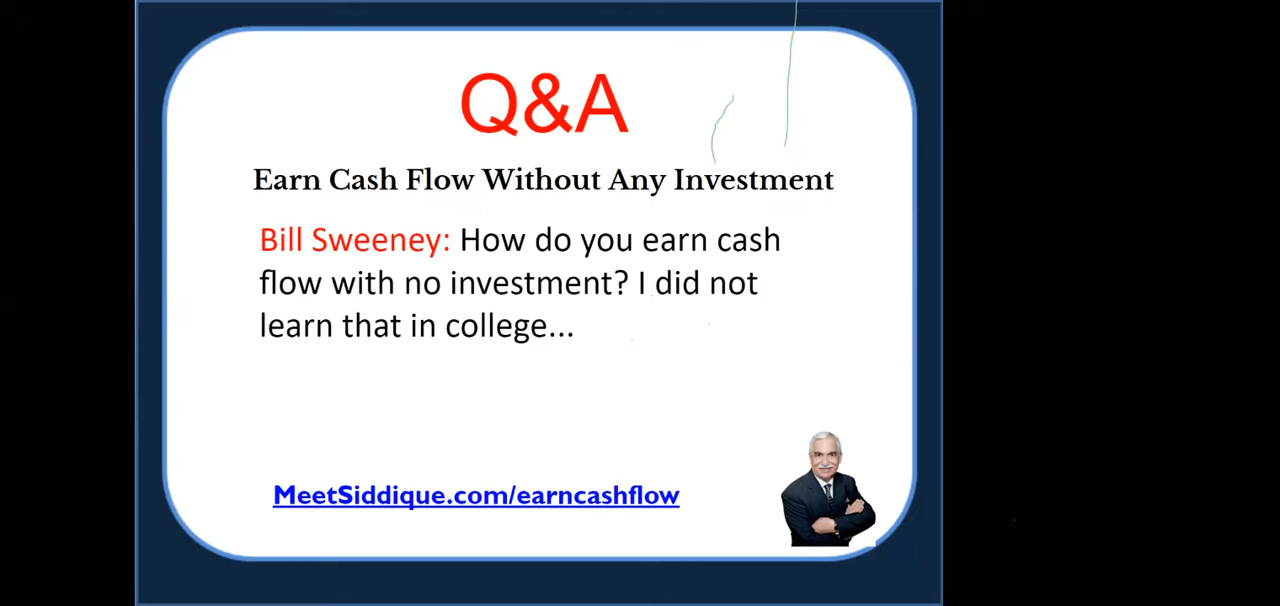 Q&A
Earn Cash Flow Without Any Investment
Bill Sweeney: How do you earn cash
flow with no investment? I did not
learn that in college...
MeetSiddique.com/earncashflow